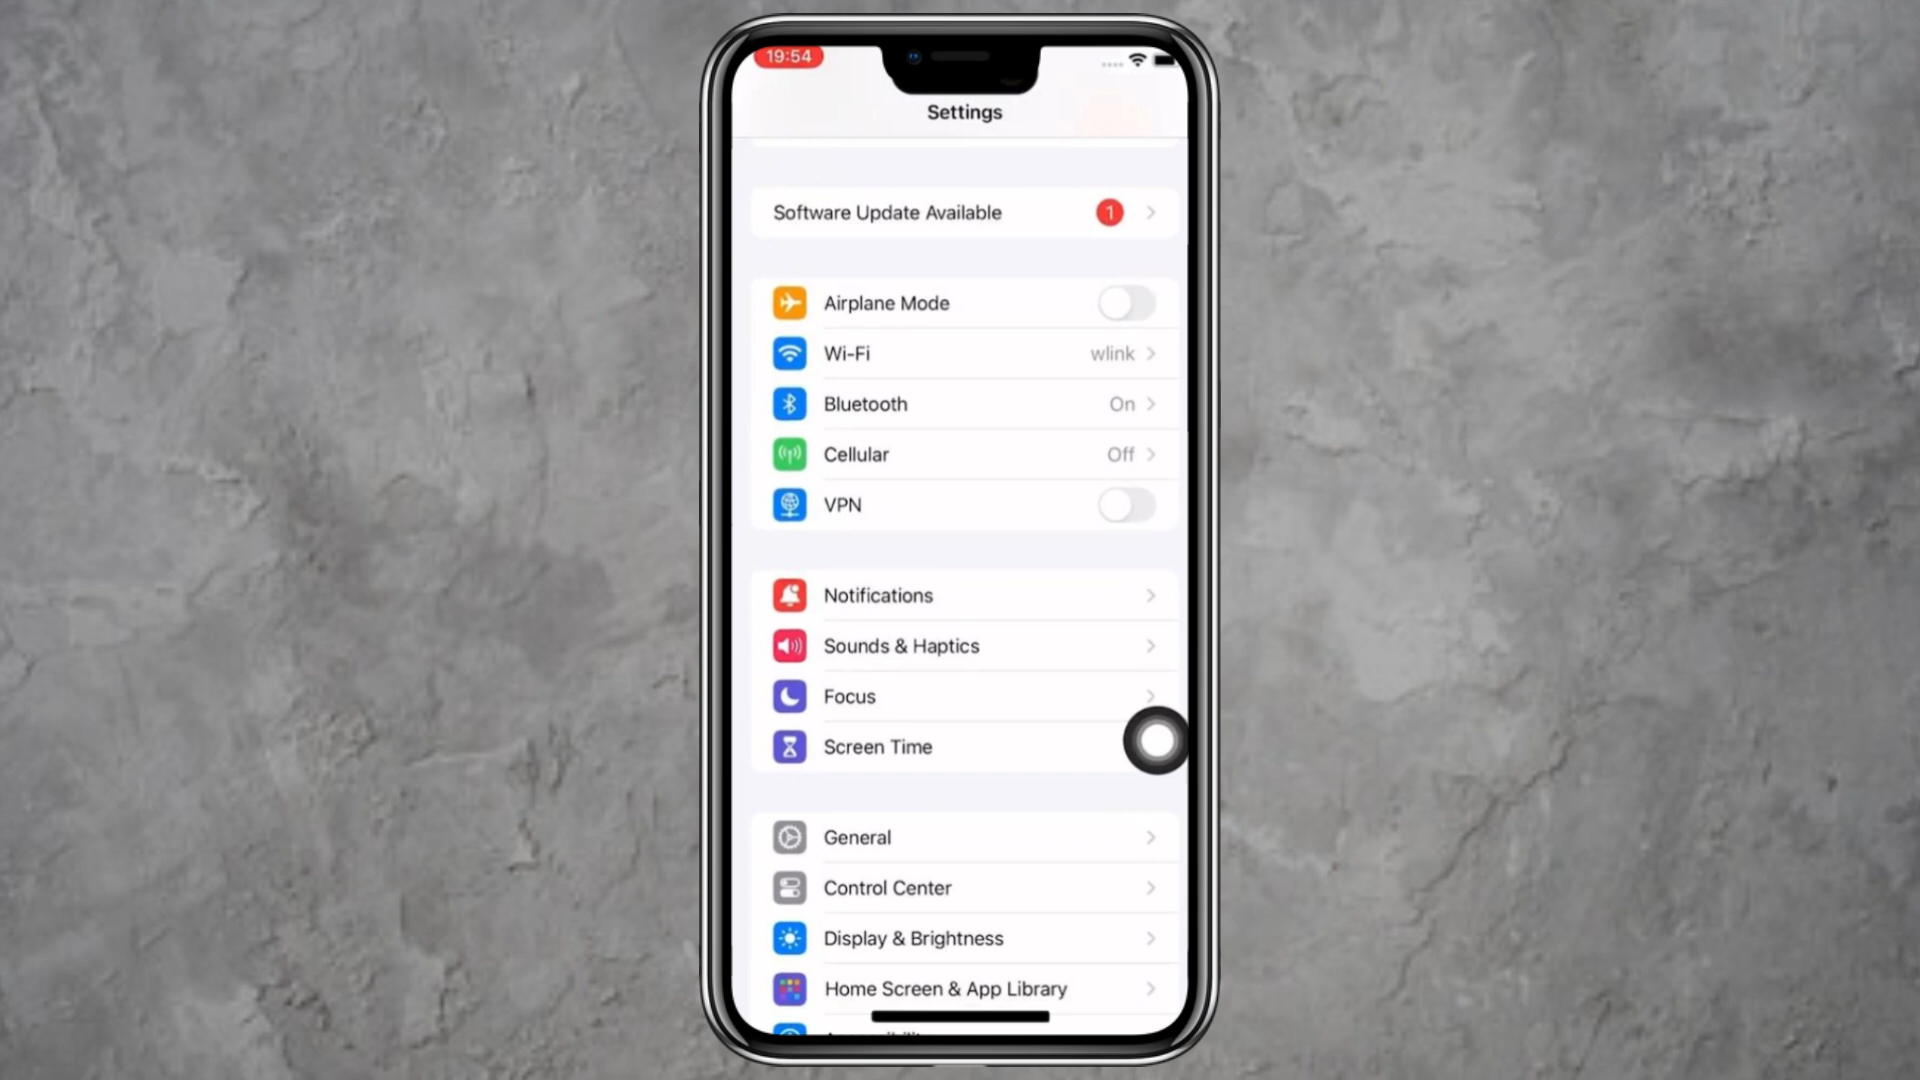 19:54
Settings
Software Update Available 1
Airplane Mode
Wi-Fi wlink
Bluetooth On
Cellular Off
VPN
Notifications
Sounds & Haptics
Focus
Screen Time
General
Control Center
Display & Brightness
Home Screen & App Library